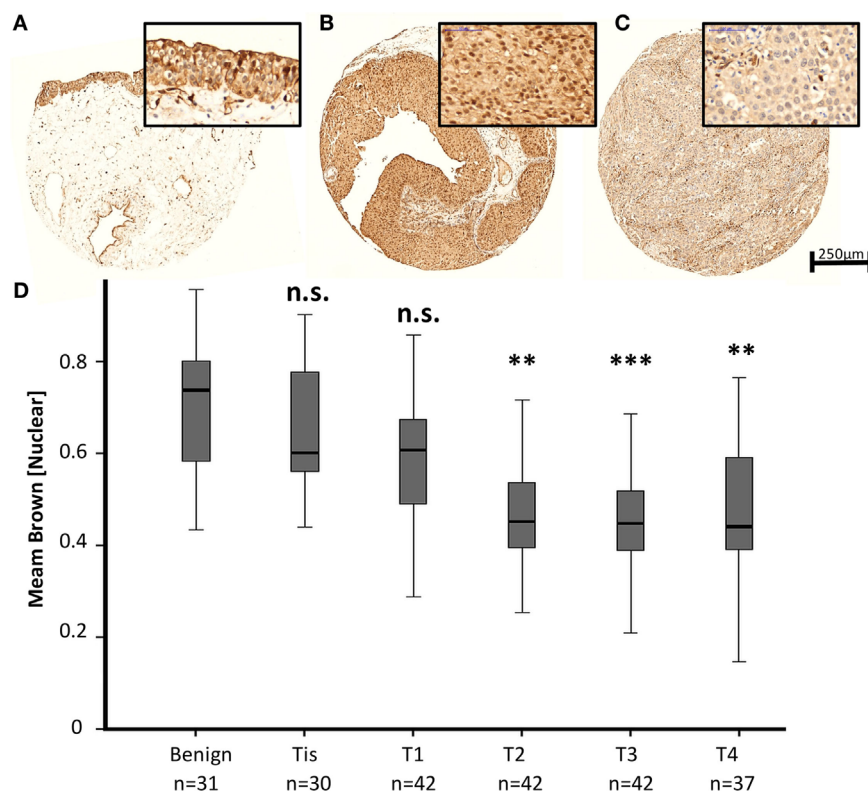 A
B
C
250µm
D
n.s.
n.s.
**
***
**
Meam Brown [Nuclear]
0.8
0.6
0.4
0.2
0
Benign Tis T1 T2 T3 T4
n=31 n=30 n=42 n=42 n=42 n=37